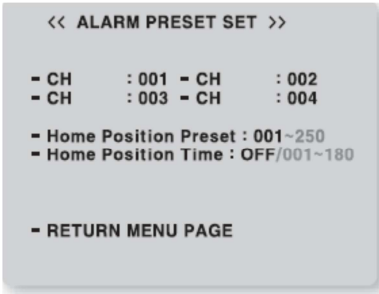 << ALARM PRESET SET >>
- CH : 001 - CH : 002
- CH : 003 - CH : 004
- Home Position Preset : 001~250
- Home Position Time : OFF/001~180
- RETURN MENU PAGE